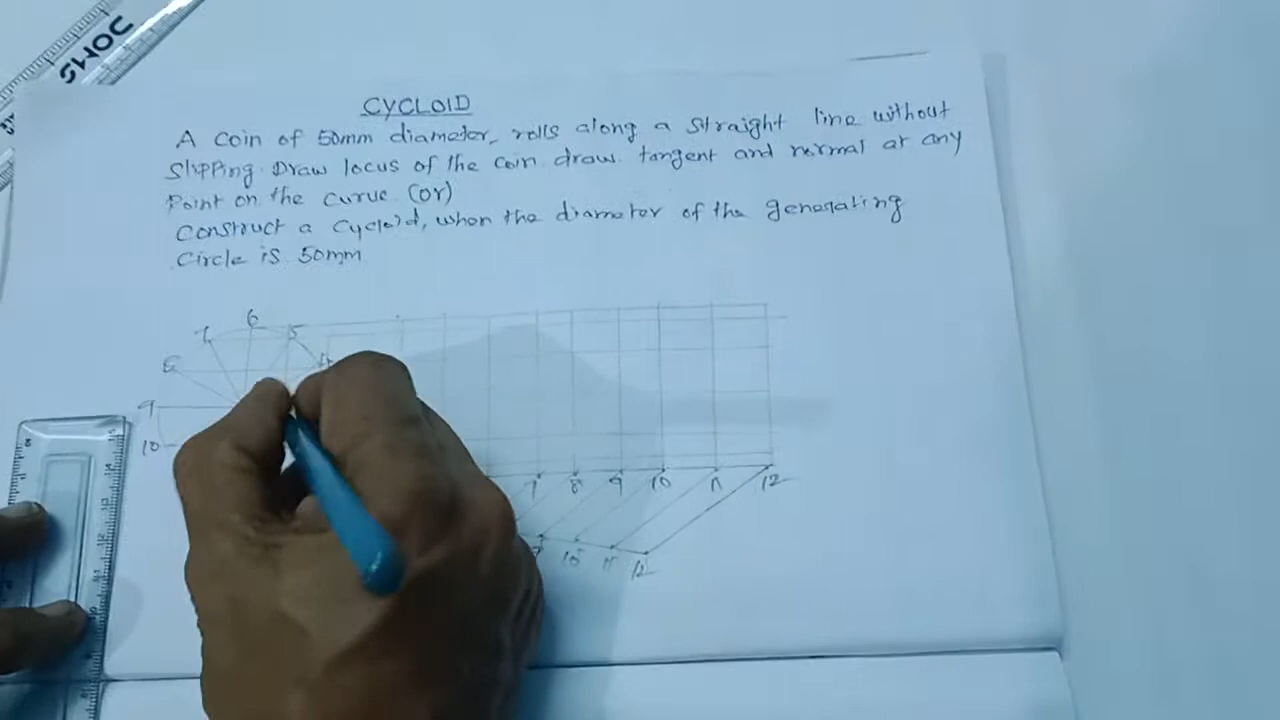 SWOC
CYCLOID
A coin of 50mm diameter, rolls along a straight line without
slipping. Draw locus of the coin draw tangent and normal at any
Point on the curve (or)
construct a cycloid, when the diameter of the generating
Circle is 50mm
6
7 5
8 4
9
10
7 8 9 10 11 12
10' 11' 12'